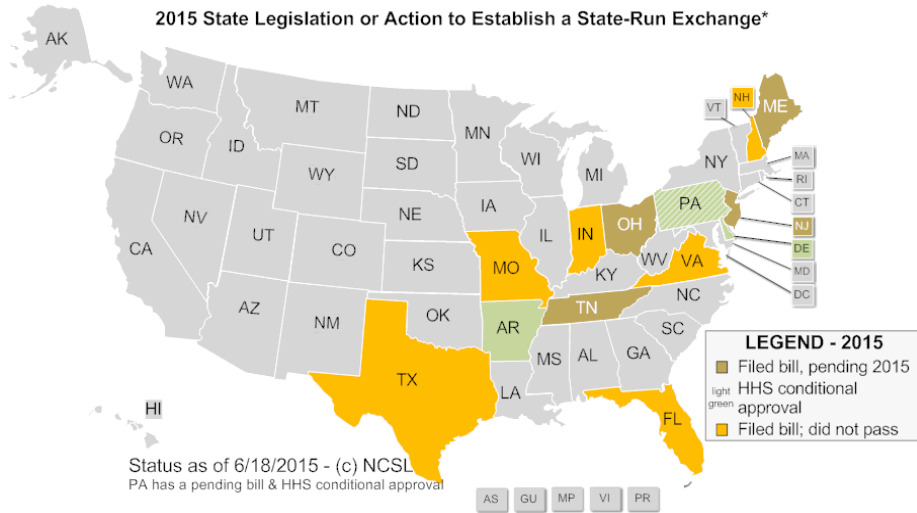 2015 State Legislation or Action to Establish a State-Run Exchange*
AK
WA
MT
ND
MN
NH
ME
VT
OR
ID
WY
SD
WI
MI
NY
MA
RI
CT
NV
UT
CO
NE
IA
IL
IN
OH
PA
NJ
DE
MD
DC
CA
AZ
NM
KS
MO
KY
WV
VA
OK
AR
TN
NC
SC
TX
LA
MS
AL
GA
FL
HI
LEGEND - 2015
Filed bill, pending 2015
light green HHS conditional
approval
Filed bill; did not pass
Status as of 6/18/2015 - (c) NCSL
PA has a pending bill & HHS conditional approval
AS GU MP VI PR